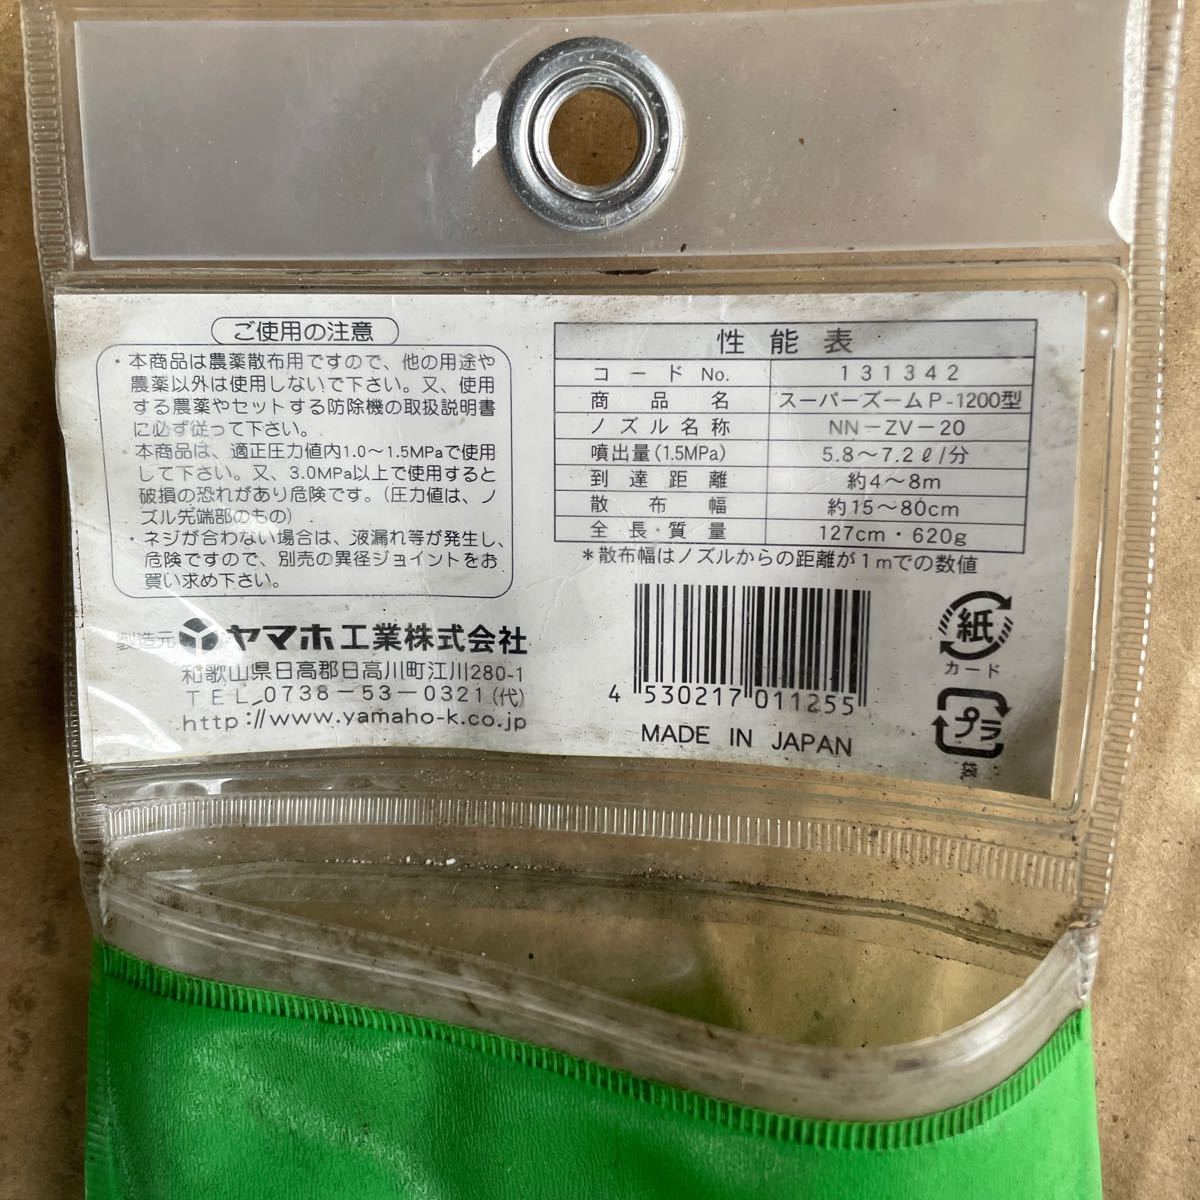 ご使用の注意
・本商品は農薬散布用ですので、他の用途や
農薬以外は使用しないで下さい。又、使用
する農薬やセットする防除機の取扱説明書
に必ず従って下さい。
・本商品は、適正圧力値内1.0〜1.5MPaで使用
して下さい。又、3.0MPa以上で使用すると
破損の恐れがあり危険です。（圧力値は、ノ
ズル先端部のもの）
・ネジが合わない場合は、液漏れ等が発生し、
危険ですので、別売の異径ジョイントをお
買い求め下さい。
製造元 ヤマホ工業株式会社
和歌山県日高郡日高川町江川280-1
TEL.0738－53－0321（代）
http://www.yamaho-k.co.jp
性能表
コードNo. 131342
商品名 スーパーズームP-1200型
ノズル名称 NN－ZV－20
噴出量（1.5MPa） 5.8〜7.2ℓ/分
到達距離 約4〜8m
散布幅 約15〜80cm
全長・質量 127cm・620g
＊散布幅はノズルからの距離が1mでの数値
4 530217 011255
MADE IN JAPAN
紙
カード
プラ
袋